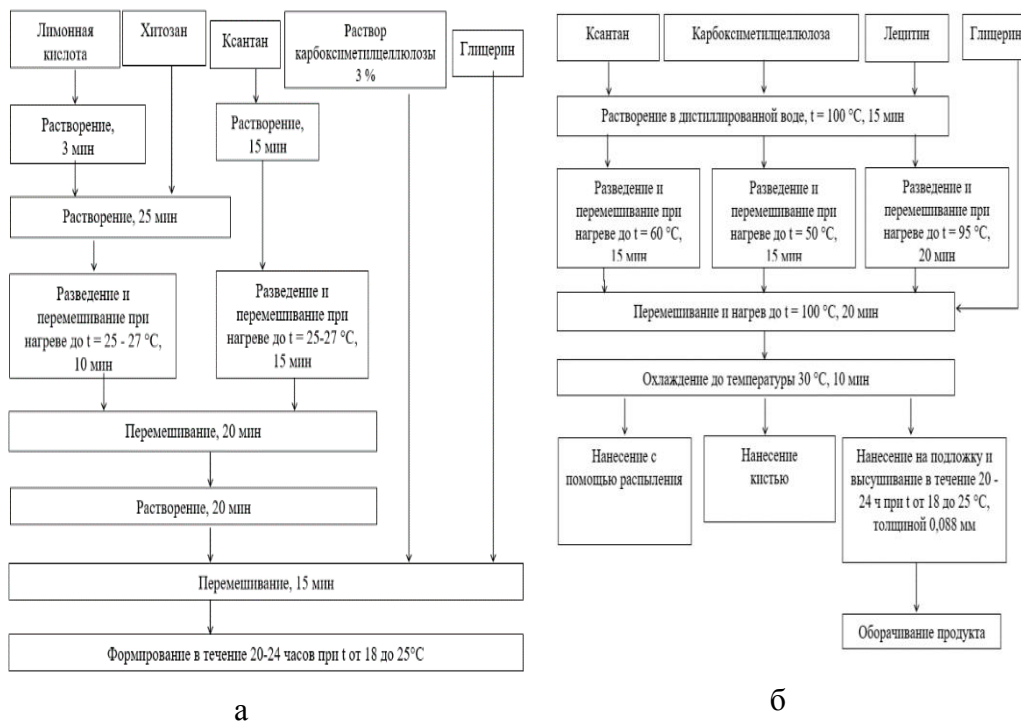 Лимонная
кислота
Хитозан
Ксантан
Раствор
карбоксиметилцеллюлозы
3 %
Глицерин
Растворение,
3 мин
Растворение,
15 мин
Растворение, 25 мин
Разведение и
перемешивание при
нагреве до t = 25 - 27 °C,
10 мин
Разведение и
перемешивание при
нагреве до t = 25-27 °C,
15 мин
Перемешивание, 20 мин
Растворение, 20 мин
Перемешивание, 15 мин
Формирование в течение 20-24 часов при t от 18 до 25°C
а
Ксантан
Карбоксиметилцеллюлоза
Лецитин
Глицерин
Растворение в дистиллированной воде, t = 100 °C, 15 мин
Разведение и
перемешивание при
нагреве до t = 60 °C,
15 мин
Разведение и
перемешивание при
нагреве до t = 50 °C,
15 мин
Разведение и
перемешивание при
нагреве до t = 95 °C,
20 мин
Перемешивание и нагрев до t = 100 °C, 20 мин
Охлаждение до температуры 30 °C, 10 мин
Нанесение с
помощью распыления
Нанесение
кистью
Нанесение на подложку и
высушивание в течение 20 -
24 ч при t от 18 до 25 °C,
толщиной 0,088 мм
Оборачивание продукта
б